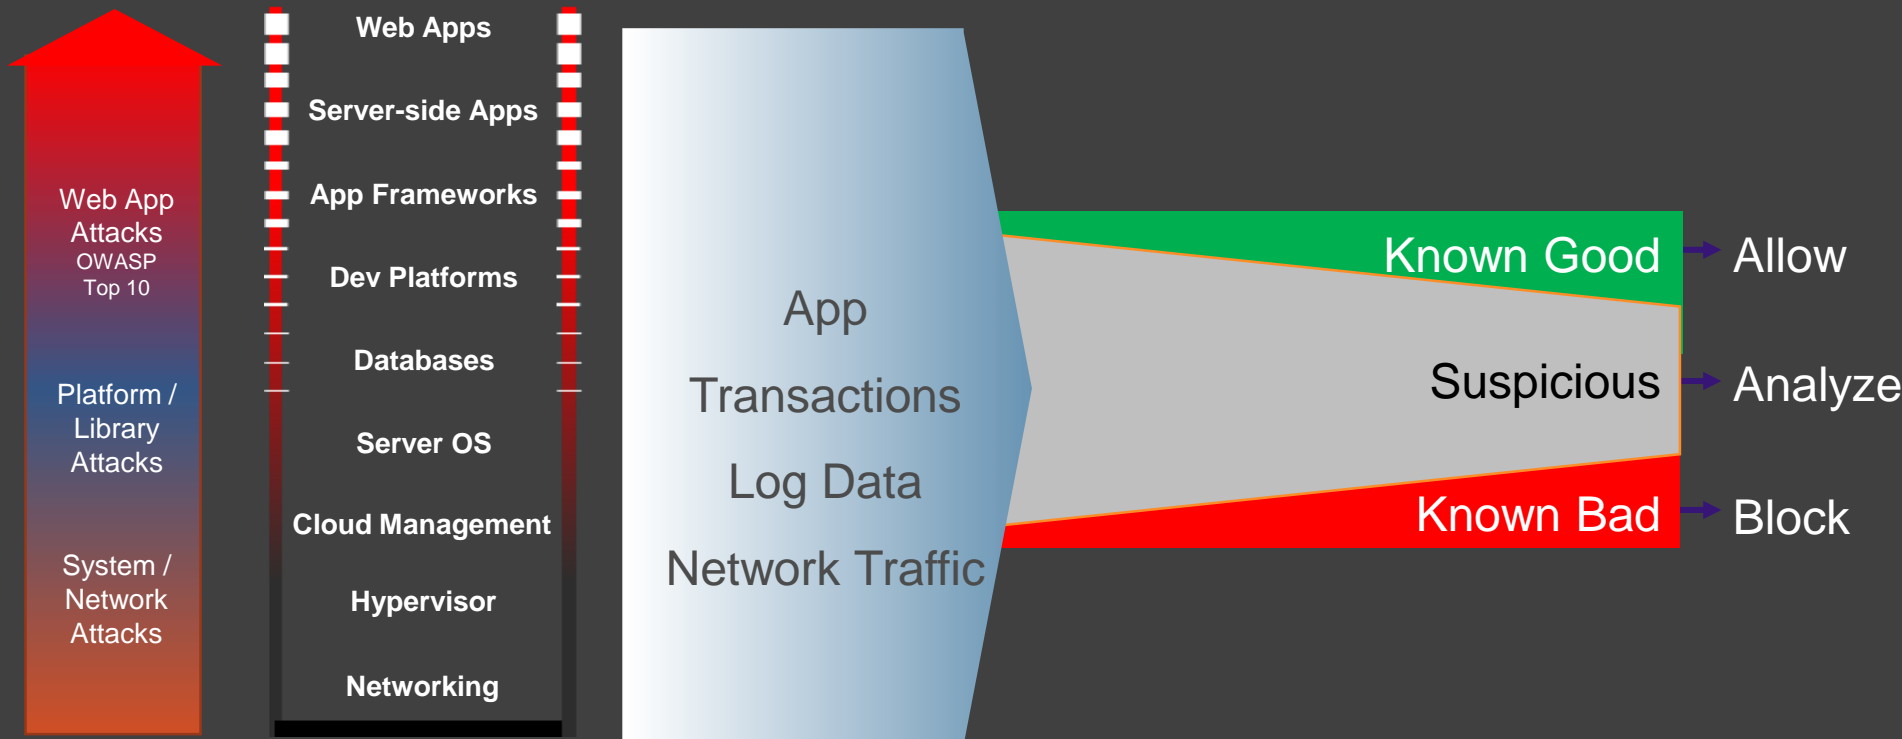 Web App
Attacks
OWASP
Top 10
Platform /
Library
Attacks
System /
Network
Attacks
Web Apps
Server-side Apps
App Frameworks
Dev Platforms
Databases
Server OS
Cloud Management
Hypervisor
Networking
App
Transactions
Log Data
Network Traffic
Known Good
Suspicious
Known Bad
Allow
Analyze
Block